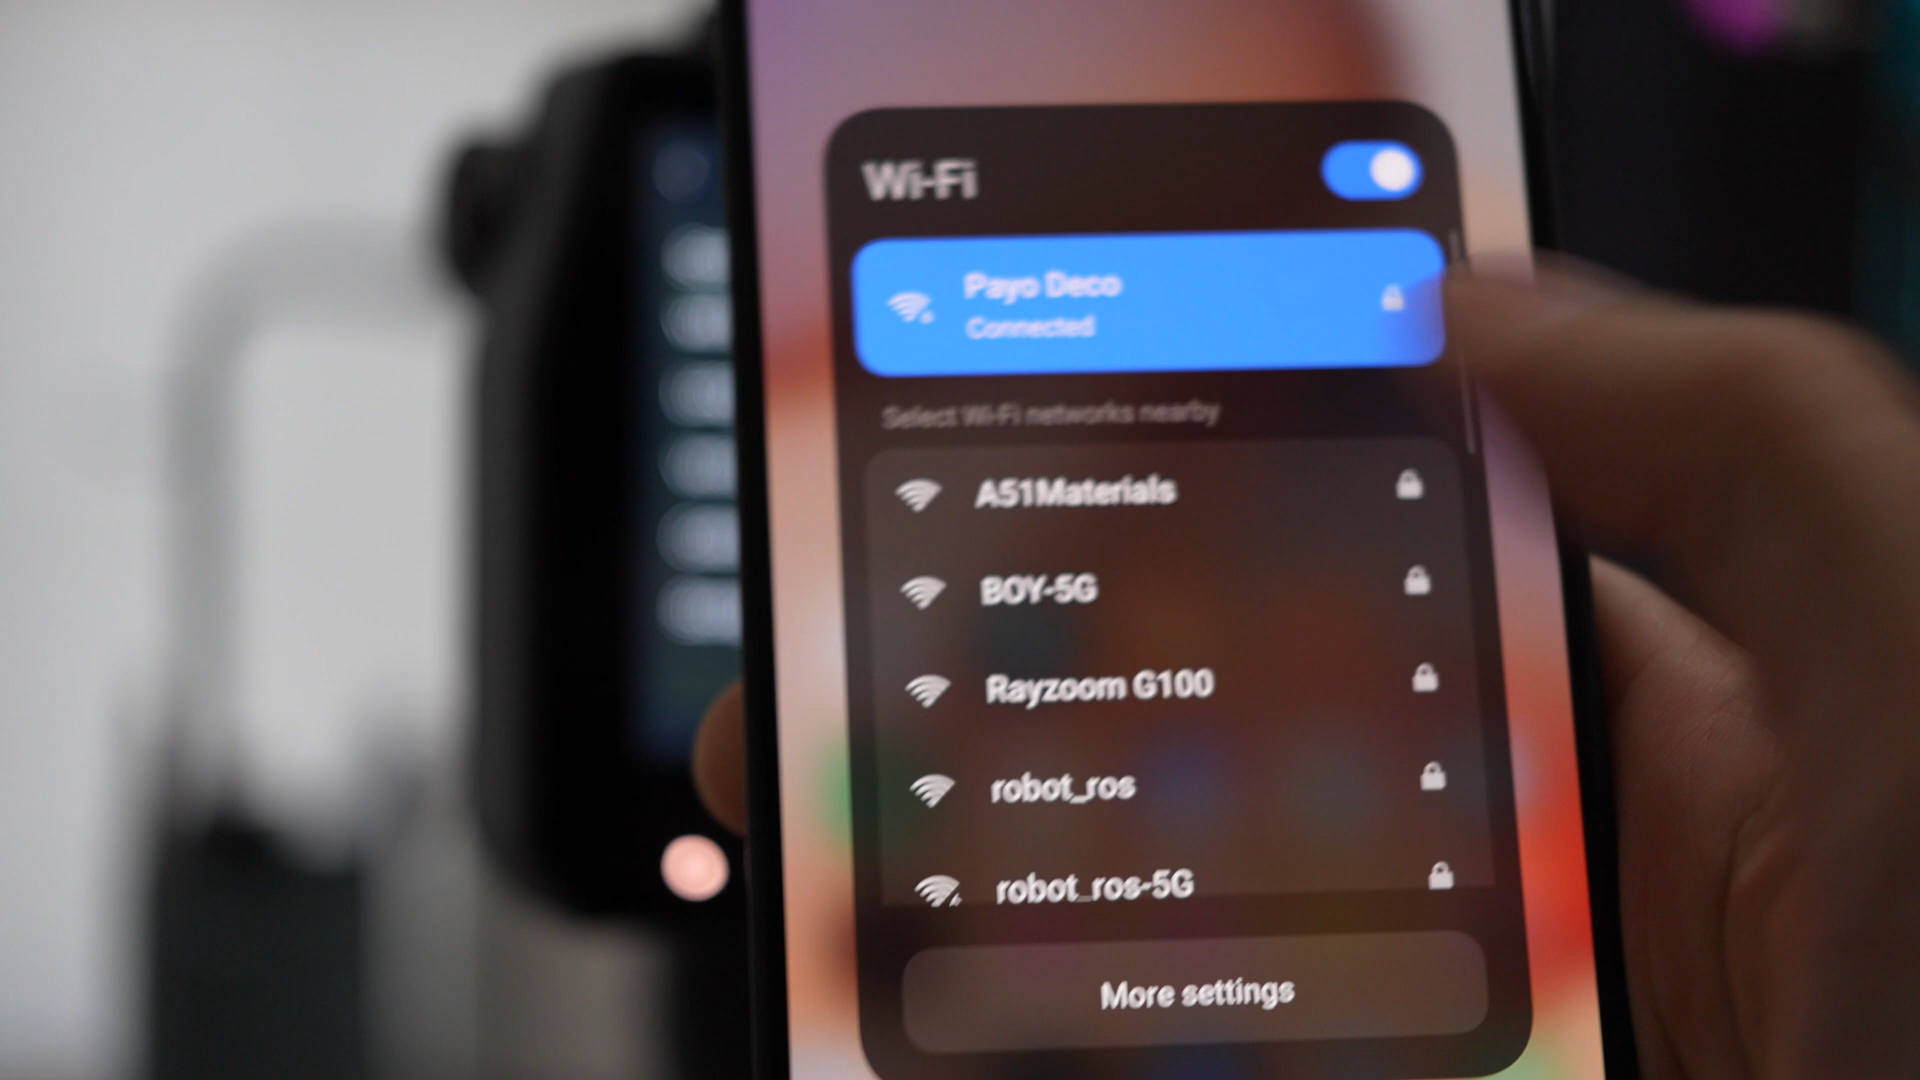 Wi-Fi
Payo Deco
Connected
Select Wi-Fi networks nearby
A51Materials
BOY-5G
Rayzoom G100
robot_ros
robot_ros-5G
More settings